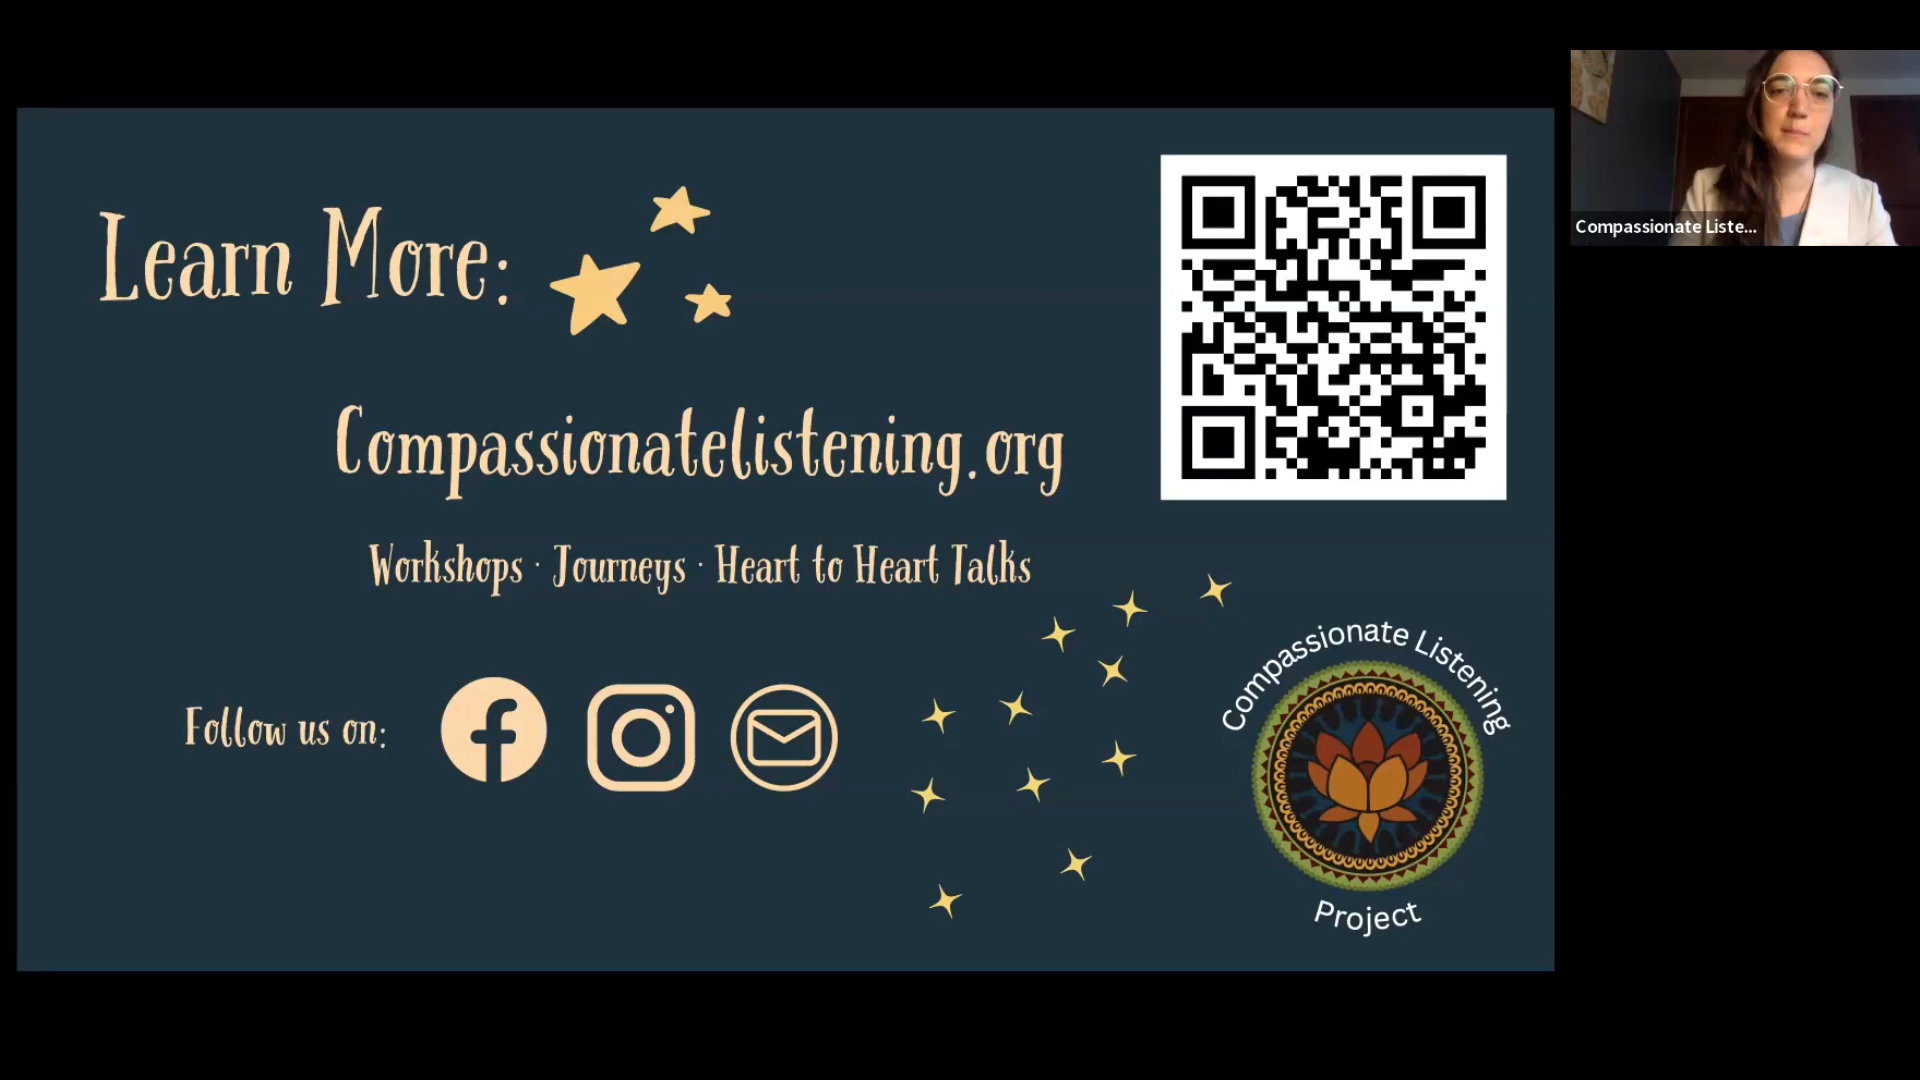 Learn More:
Compassionatelistening.org
Workshops · Journeys · Heart to Heart Talks
Follow us on:
Compassionate Listening
Project
Compassionate Liste...